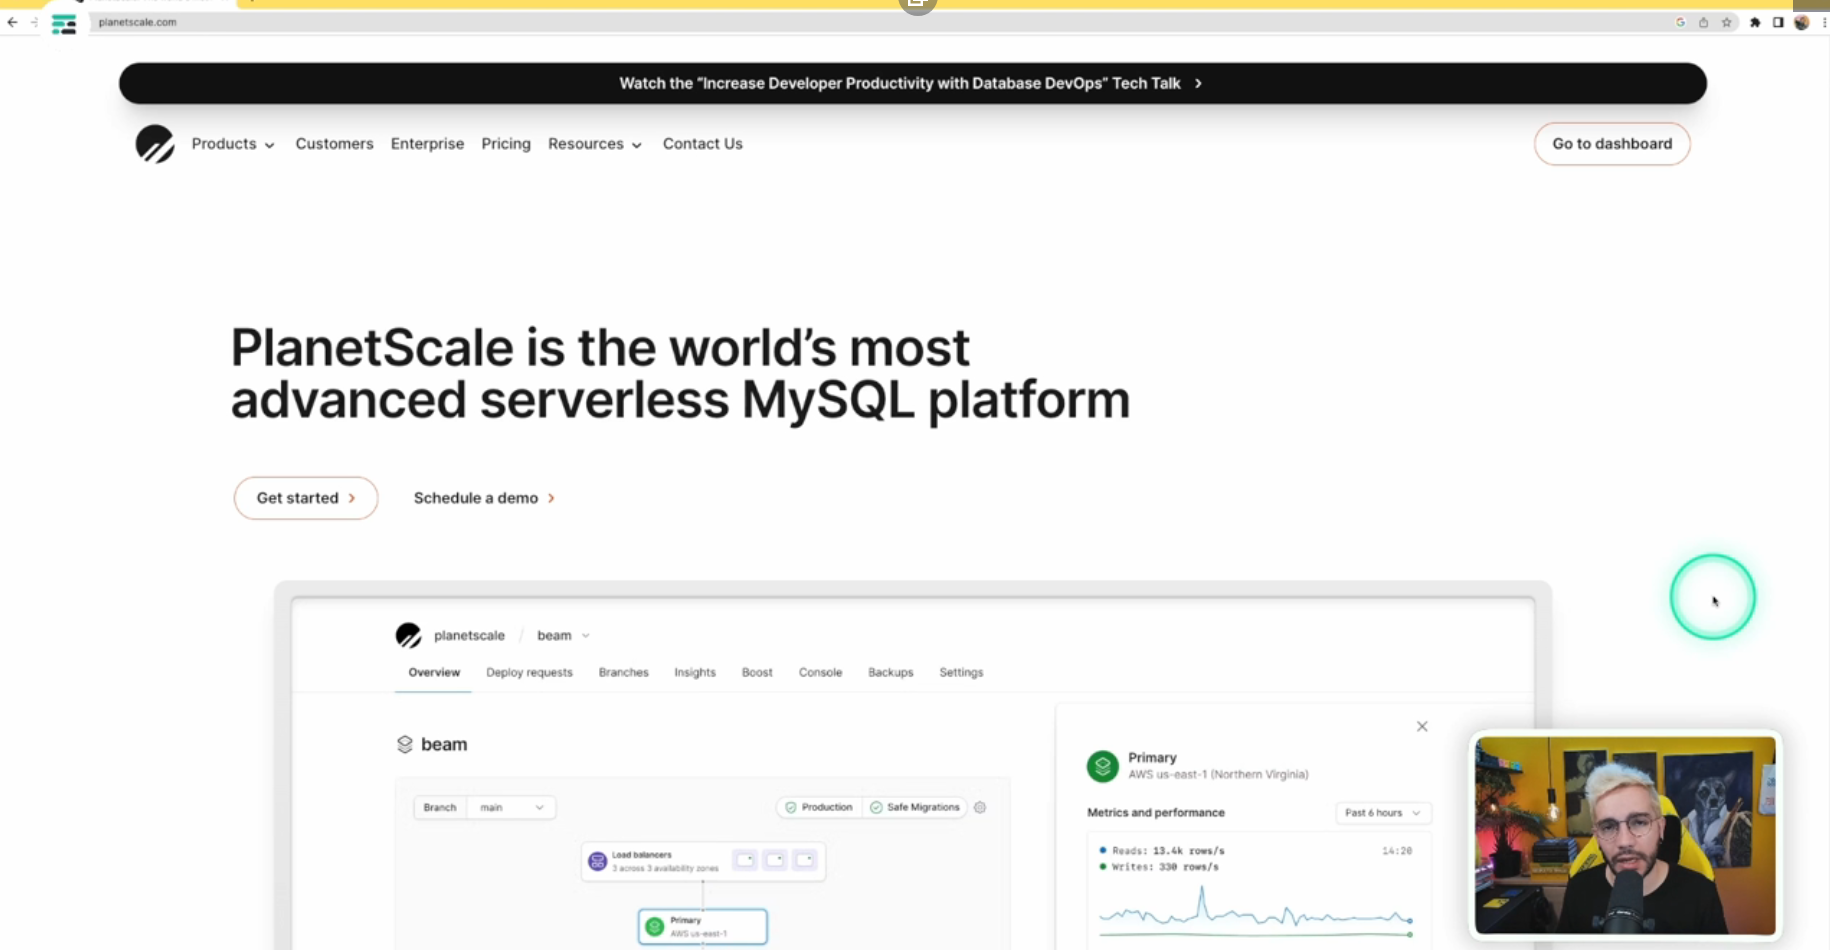 planetscale.com
Watch the "Increase Developer Productivity with Database DevOps" Tech Talk
Products
Customers
Enterprise
Pricing
Resources
Contact Us
Go to dashboard
PlanetScale is the world's most
advanced serverless MySQL platform
Get started
Schedule a demo
planetscale / beam
Overview
Deploy requests
Branches
Insights
Boost
Console
Backups
Settings
beam
Branch
main
Production
Safe Migrations
Load balancers
3 across 3 availability zones
Primary
AWS us-east-1
Primary
AWS us-east-1 (Northern Virginia)
Metrics and performance
Past 6 hours
Reads: 13.4k rows/s
14:20
Writes: 330 rows/s